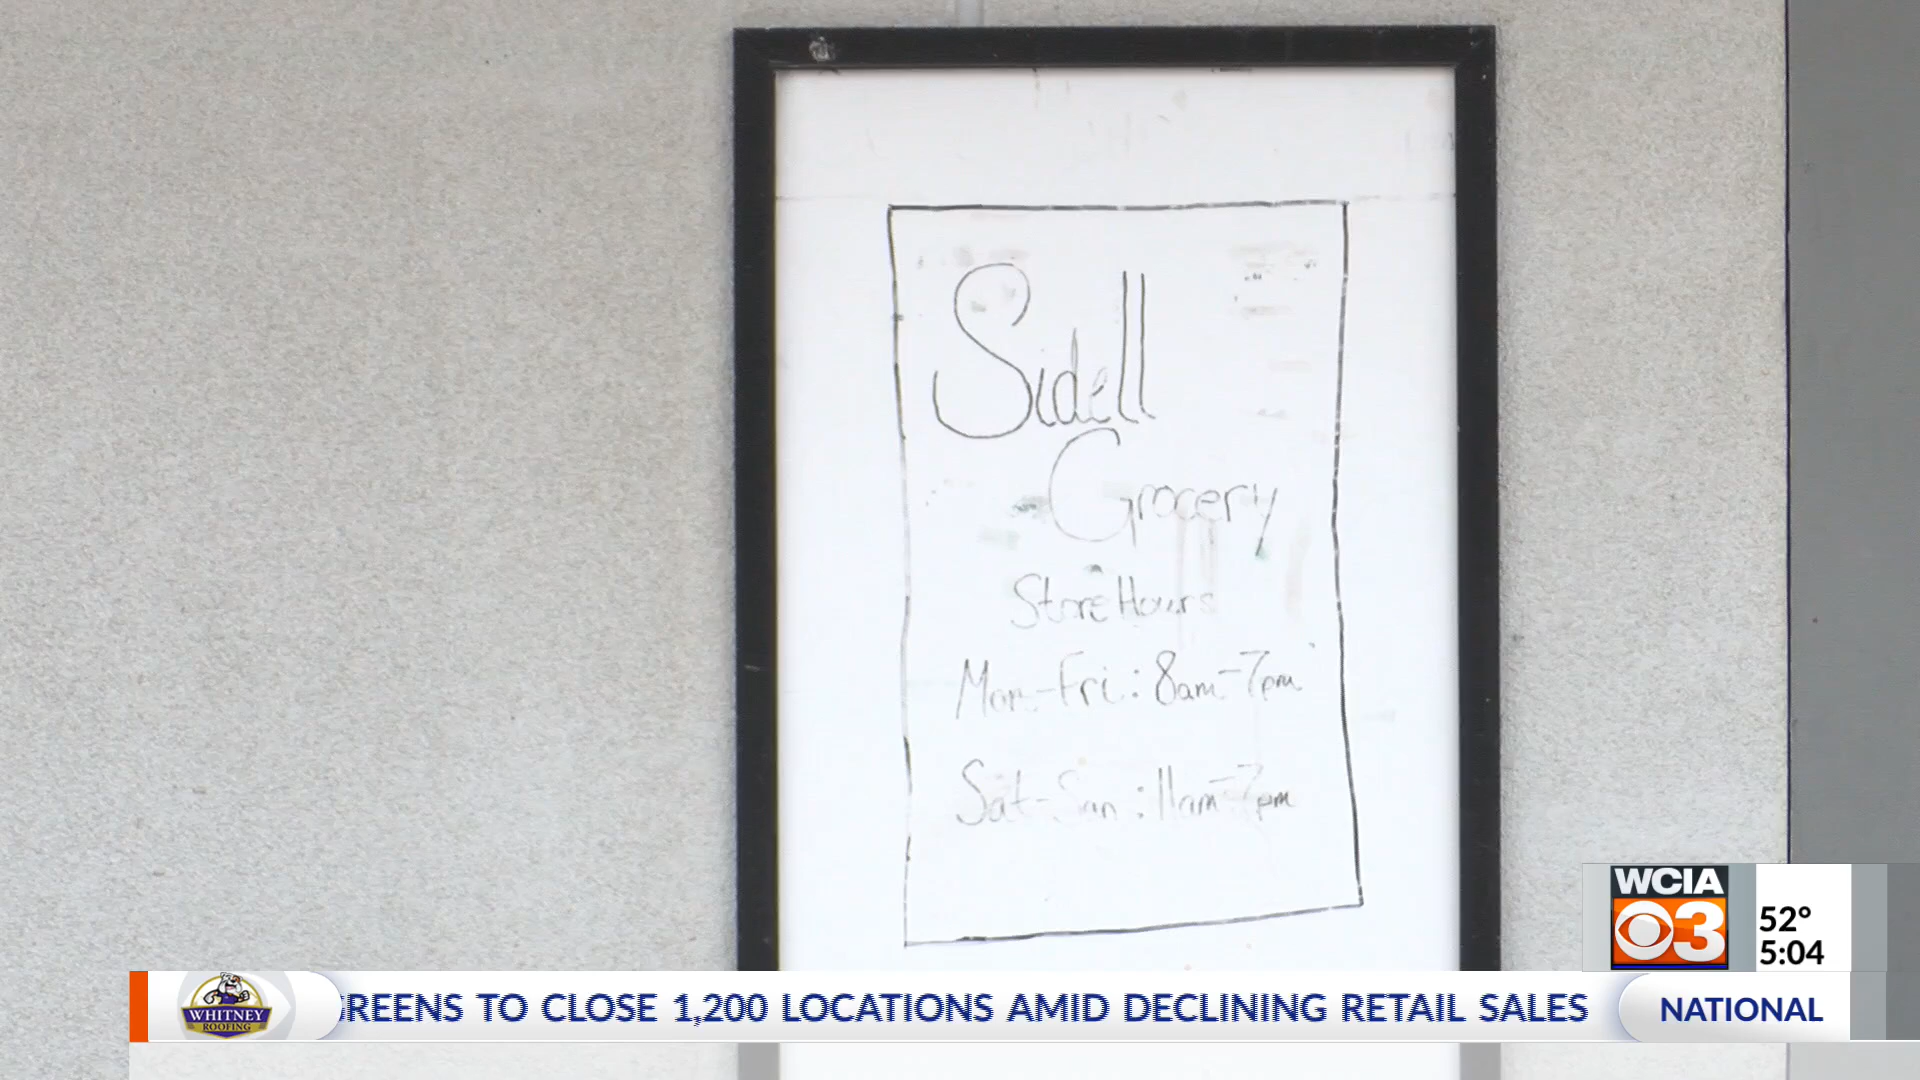 Sidell
Grocery
Store Hours
Mon-Fri: 8am-7pm
Sat-Sun: 11am-7pm
WCIA
3
52°
5:04
WHITNEY
ROOFING
GREENS TO CLOSE 1,200 LOCATIONS AMID DECLINING RETAIL SALES
NATIONAL